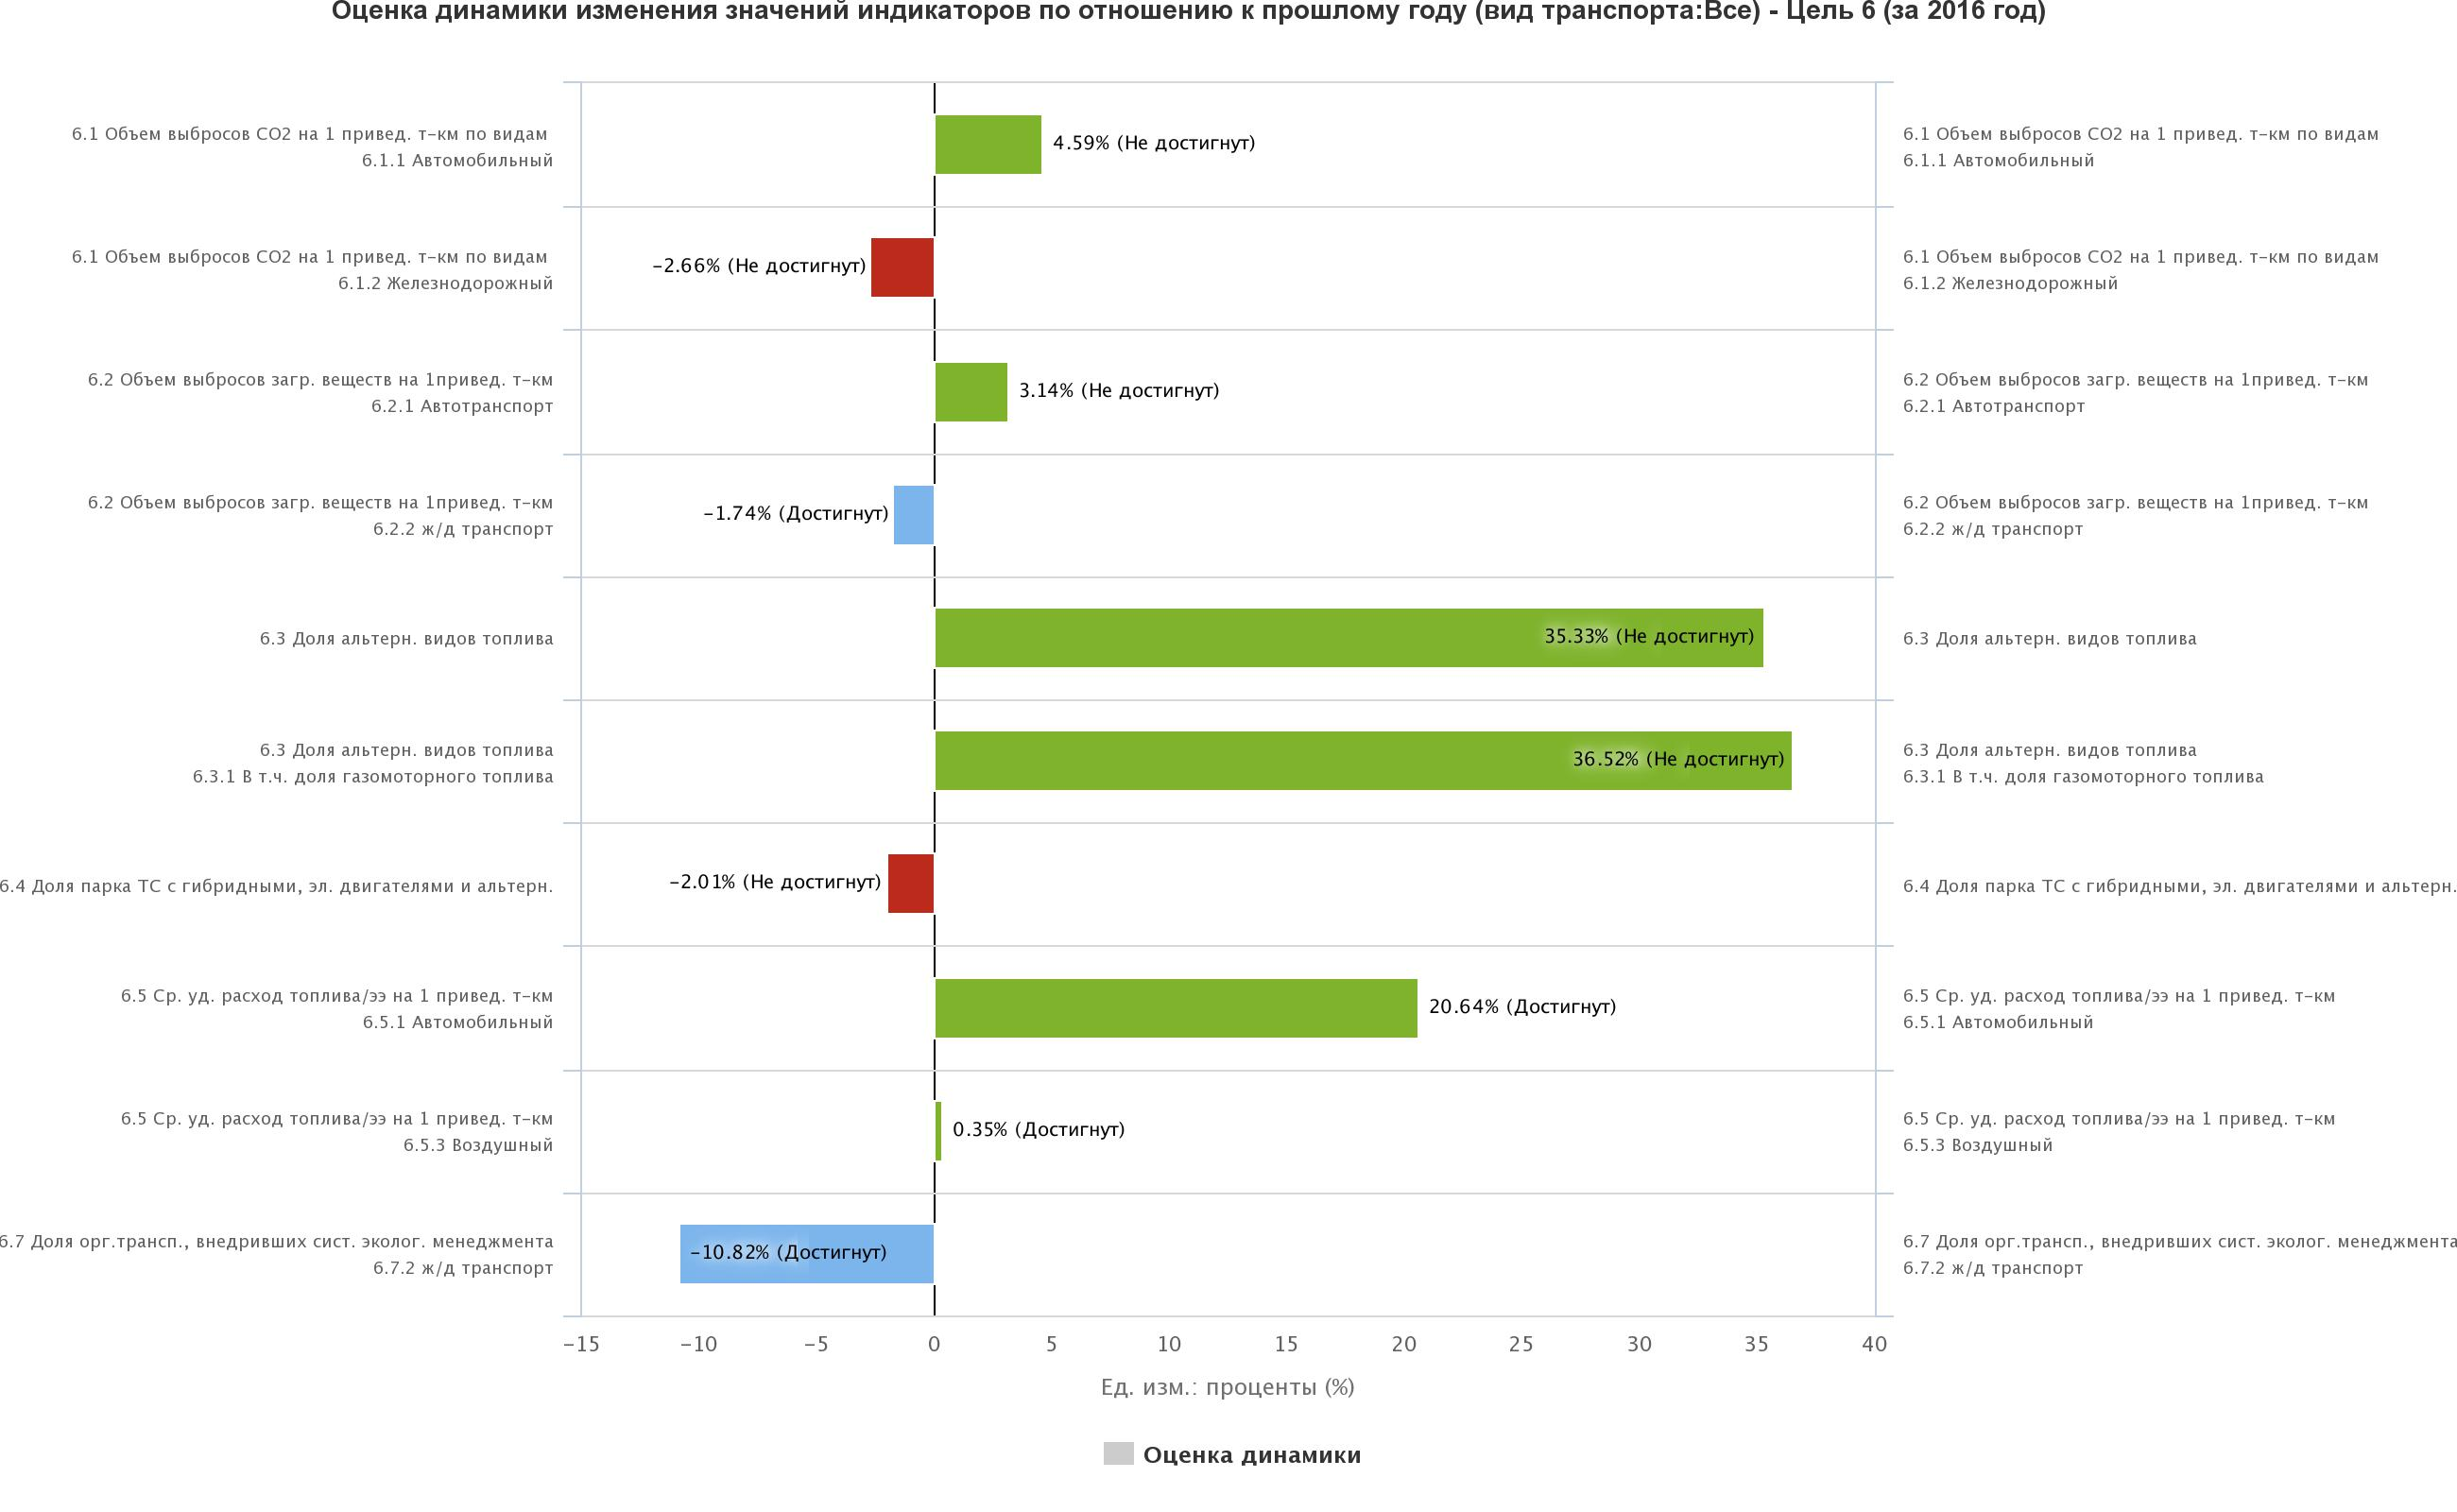 Оценка динамики изменения значений индикаторов по отношению к прошлому году (вид транспорта:Все) - Цель 6 (за 2016 год)
6.1 Объем выбросов CO2 на 1 привед. т-км по видам
6.1.1 Автомобильный
4.59% (Не достигнут)
6.1 Объем выбросов CO2 на 1 привед. т-км по видам
6.1.1 Автомобильный
6.1 Объем выбросов CO2 на 1 привед. т-км по видам
6.1.2 Железнодорожный
-2.66% (Не достигнут)
6.1 Объем выбросов CO2 на 1 привед. т-км по видам
6.1.2 Железнодорожный
6.2 Объем выбросов загр. веществ на 1привед. т-км
6.2.1 Автотранспорт
3.14% (Не достигнут)
6.2 Объем выбросов загр. веществ на 1привед. т-км
6.2.1 Автотранспорт
6.2 Объем выбросов загр. веществ на 1привед. т-км
6.2.2 ж/д транспорт
-1.74% (Достигнут)
6.2 Объем выбросов загр. веществ на 1привед. т-км
6.2.2 ж/д транспорт
6.3 Доля альтерн. видов топлива
35.33% (Не достигнут)
6.3 Доля альтерн. видов топлива
6.3 Доля альтерн. видов топлива
6.3.1 В т.ч. доля газомоторного топлива
36.52% (Не достигнут)
6.3 Доля альтерн. видов топлива
6.3.1 В т.ч. доля газомоторного топлива
6.4 Доля парка ТС с гибридными, эл. двигателями и альтерн.
-2.01% (Не достигнут)
6.4 Доля парка ТС с гибридными, эл. двигателями и альтерн.
6.5 Ср. уд. расход топлива/ээ на 1 привед. т-км
6.5.1 Автомобильный
20.64% (Достигнут)
6.5 Ср. уд. расход топлива/ээ на 1 привед. т-км
6.5.1 Автомобильный
6.5 Ср. уд. расход топлива/ээ на 1 привед. т-км
6.5.3 Воздушный
0.35% (Достигнут)
6.5 Ср. уд. расход топлива/ээ на 1 привед. т-км
6.5.3 Воздушный
6.7 Доля орг.трансп., внедривших сист. эколог. менеджмента
6.7.2 ж/д транспорт
-10.82% (Достигнут)
6.7 Доля орг.трансп., внедривших сист. эколог. менеджмента
6.7.2 ж/д транспорт
-15 -10 -5 0 5 10 15 20 25 30 35 40
Ед. изм.: проценты (%)
Оценка динамики